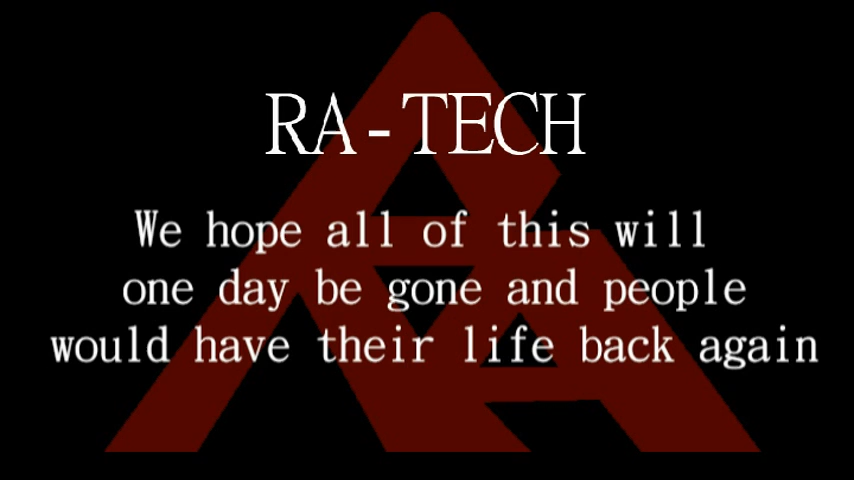 RA-TECH
We hope all of this will
one day be gone and people
would have their life back again